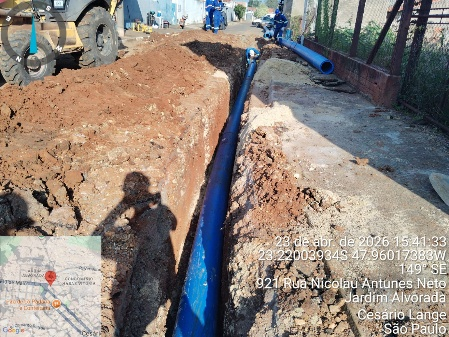 23 de abr. de 2026 15:41:33
23.22003934S 47.96017383W
149° SE
921 Rua Nicolau Antunes Neto
Jardim Alvorada
Cesário Lange
São Paulo
Google